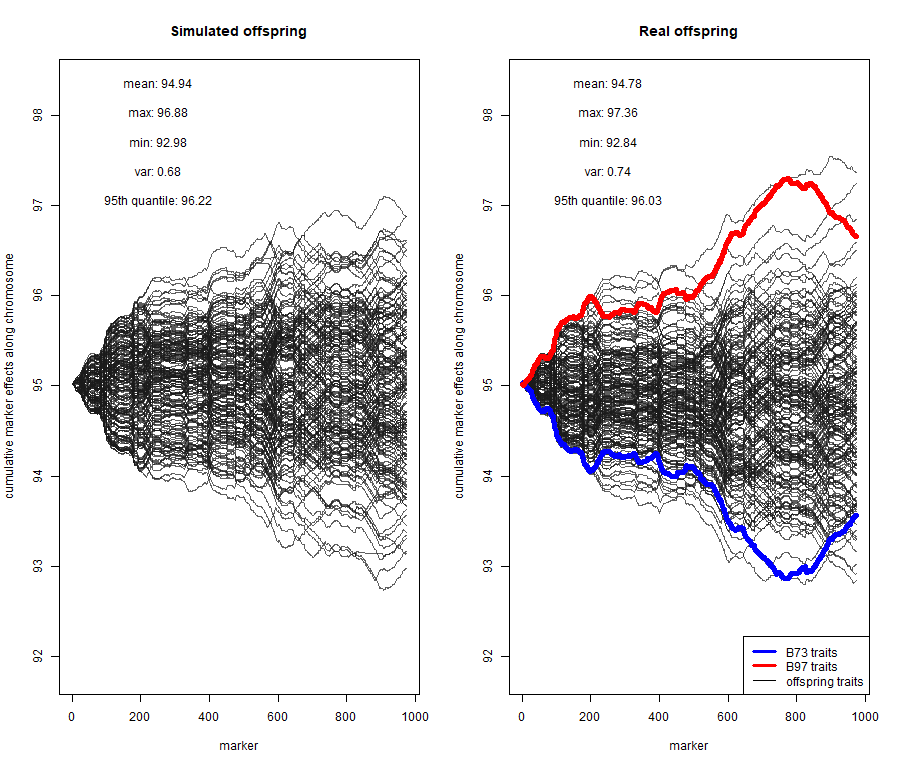 Simulated offspring
mean: 94.94
max: 96.88
min: 92.98
var: 0.68
95th quantile: 96.22
cumulative marker effects along chromosome
98
97
96
95
94
93
92
0 200 400 600 800 1000
marker
Real offspring
mean: 94.78
max: 97.36
min: 92.84
var: 0.74
95th quantile: 96.03
cumulative marker effects along chromosome
98
97
96
95
94
93
92
B73 traits
B97 traits
offspring traits
0 200 400 600 800 1000
marker